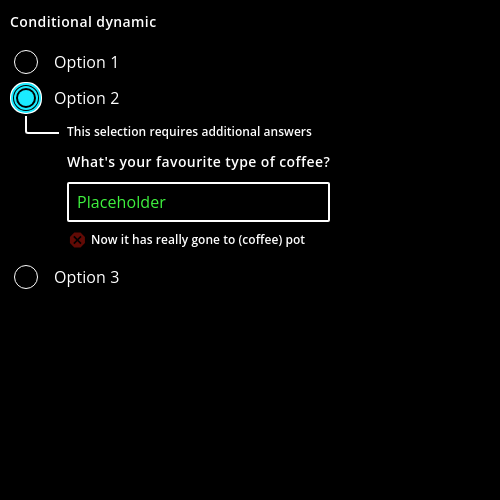 Conditional dynamic
Option 1
Option 2
This selection requires additional answers
What's your favourite type of coffee?
Placeholder
Now it has really gone to (coffee) pot
Option 3